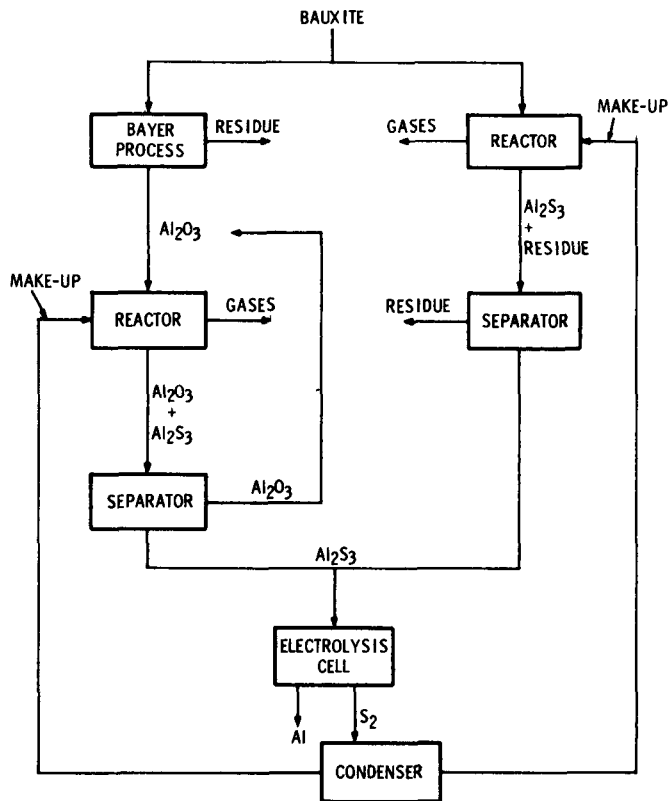 BAUXITE
BAYER
PROCESS
RESIDUE
GASES
REACTOR
MAKE-UP
Al2O3
Al2S3
+
RESIDUE
MAKE-UP
REACTOR
GASES
RESIDUE
SEPARATOR
Al2O3
+
Al2S3
SEPARATOR
Al2O3
Al2S3
ELECTROLYSIS
CELL
Al
S2
CONDENSER